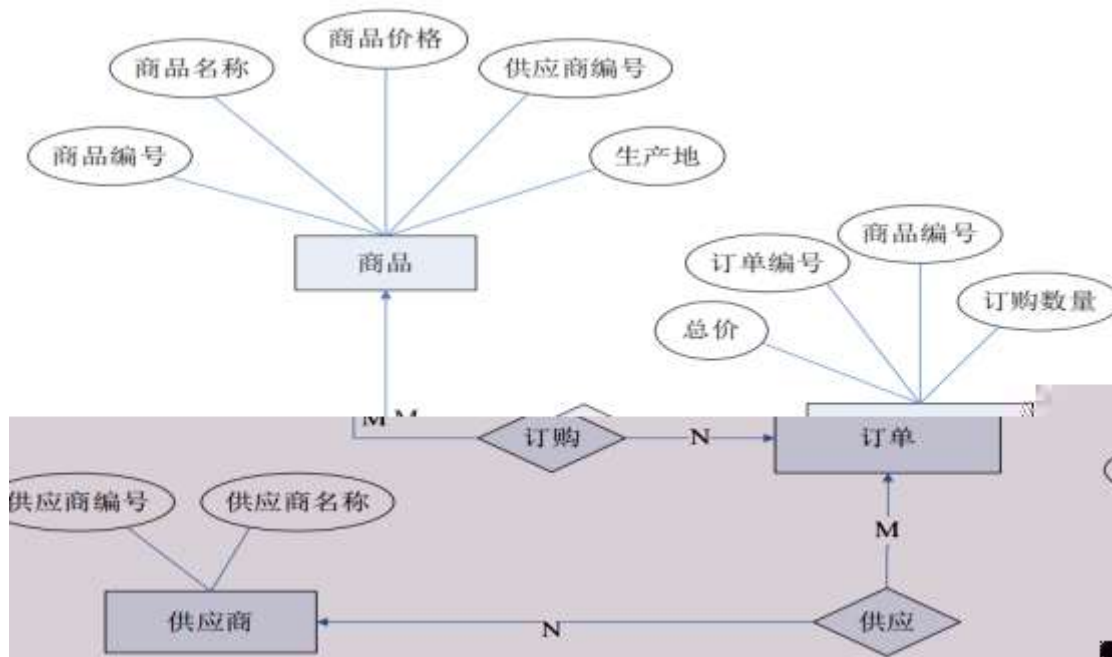 商品价格
商品名称
供应商编号
商品编号
生产地
商品
商品编号
订单编号
订购数量
总价
M
订购
N
订单
供应商编号
供应商名称
M
供应商
N
供应